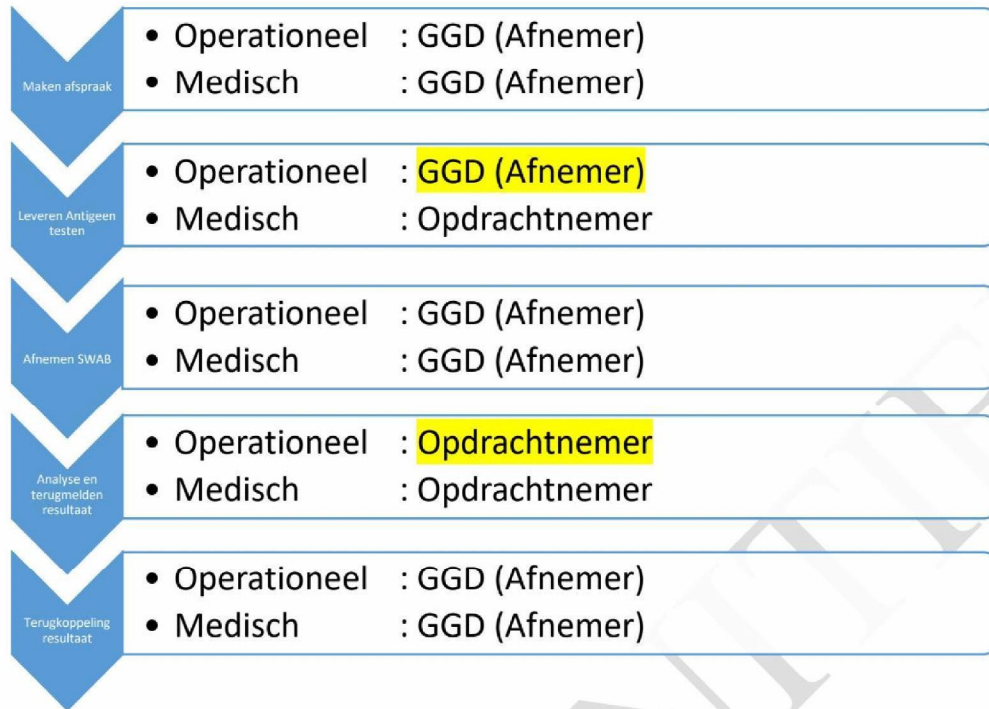 Maken afspraak
• Operationeel : GGD (Afnemer)
• Medisch : GGD (Afnemer)
Leveren Antigeen
testen
• Operationeel : GGD (Afnemer)
• Medisch : Opdrachtnemer
Afnemen SWAB
• Operationeel : GGD (Afnemer)
• Medisch : GGD (Afnemer)
Analyse en
terugmelden
resultaat
• Operationeel : Opdrachtnemer
• Medisch : Opdrachtnemer
Terugkoppeling
resultaat
• Operationeel : GGD (Afnemer)
• Medisch : GGD (Afnemer)